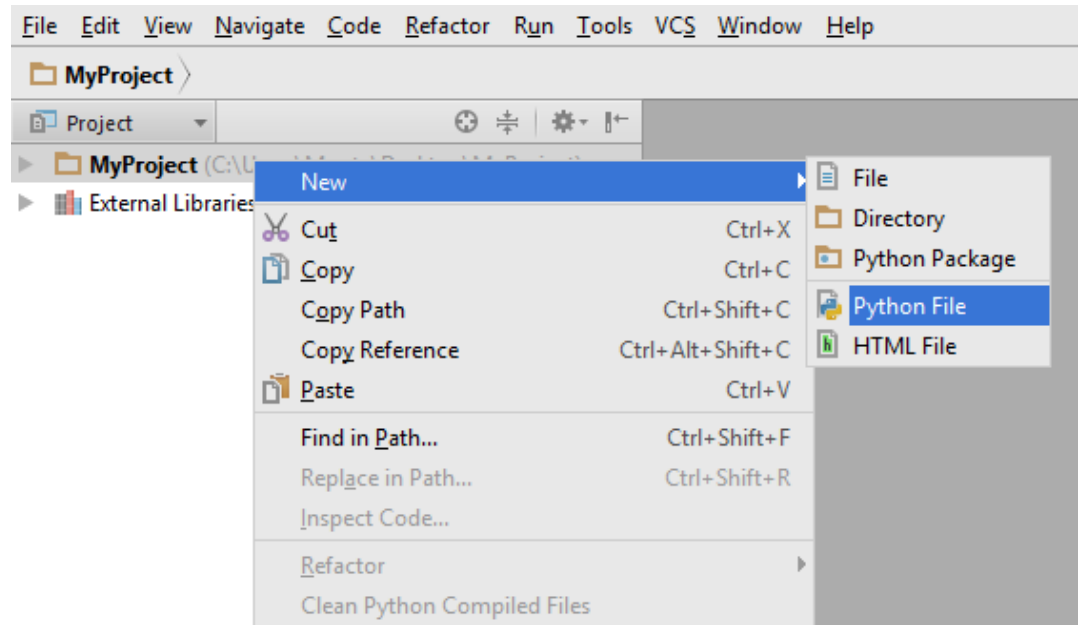 File Edit View Navigate Code Refactor Run Tools VCS Window Help
MyProject
Project
MyProject (C:\U
External Libraries
New
Cut Ctrl+X
Copy Ctrl+C
Copy Path Ctrl+Shift+C
Copy Reference Ctrl+Alt+Shift+C
Paste Ctrl+V
Find in Path... Ctrl+Shift+F
Replace in Path... Ctrl+Shift+R
Inspect Code...
Refactor
Clean Python Compiled Files
File
Directory
Python Package
Python File
HTML File